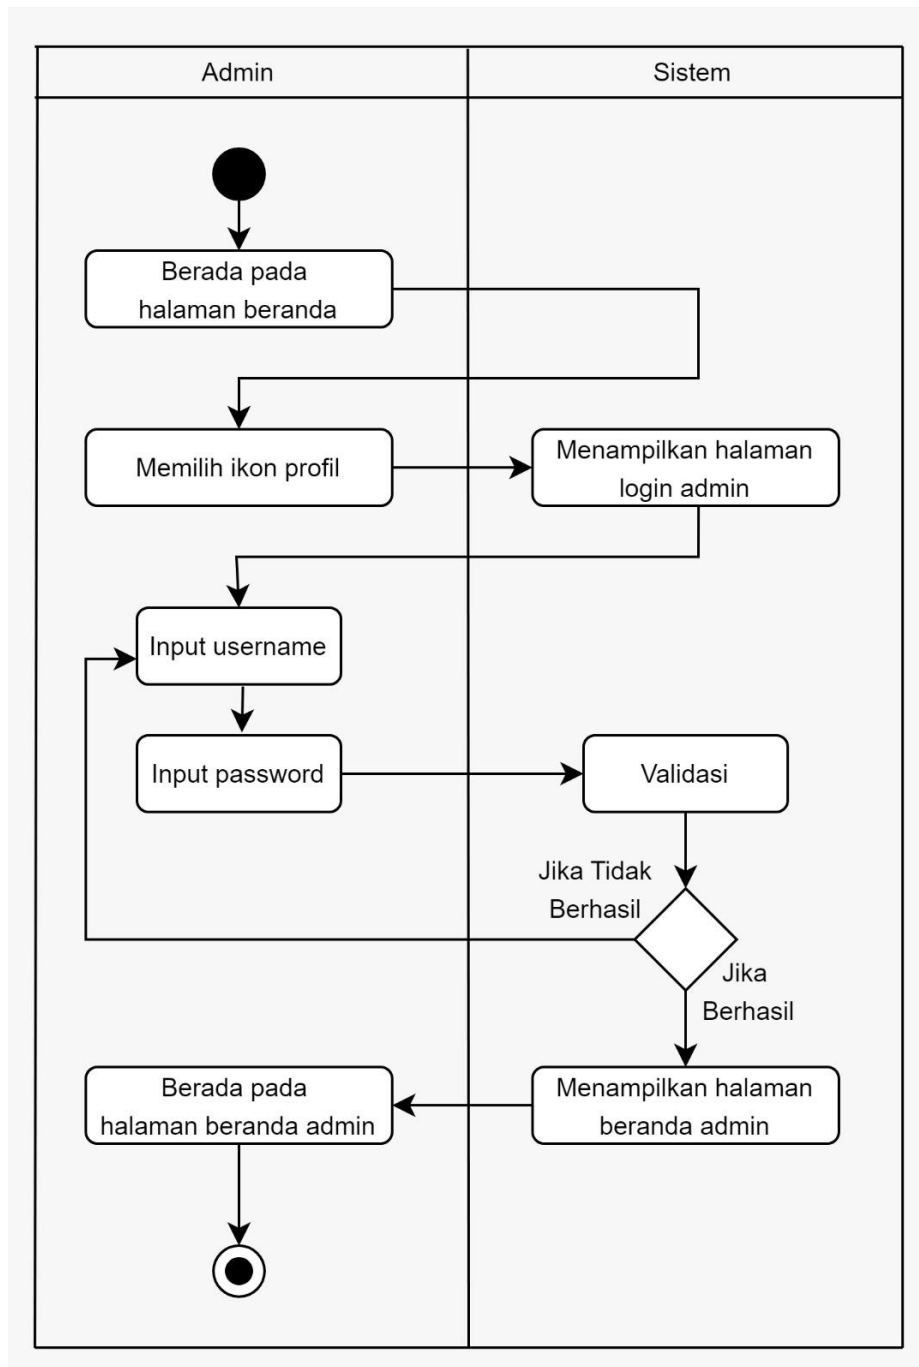 Admin
Sistem
Berada pada
halaman beranda
Memilih ikon profil
Menampilkan halaman
login admin
Input username
Input password
Validasi
Jika Tidak
Berhasil
Jika
Berhasil
Menampilkan halaman
beranda admin
Berada pada
halaman beranda admin